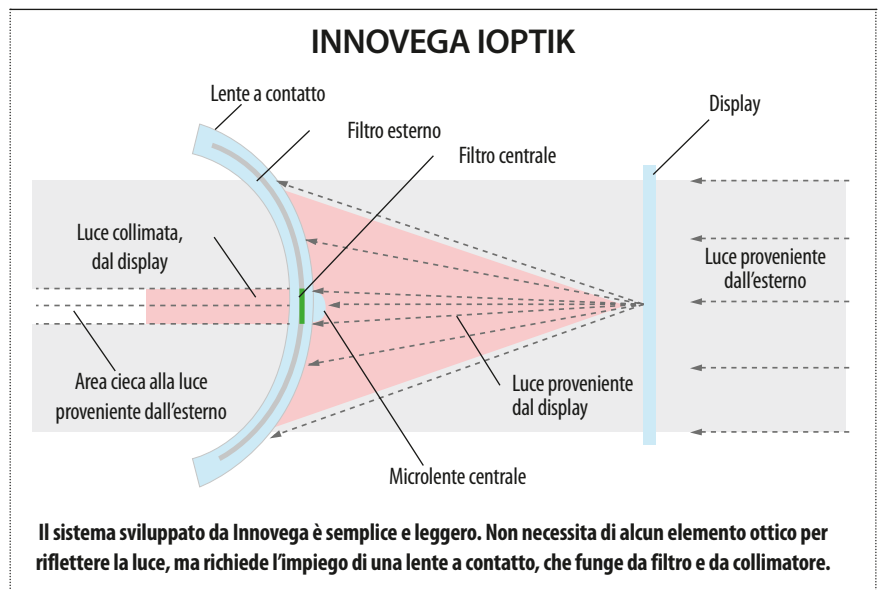 INNOVEGA IOPTIK
Lente a contatto
Filtro esterno
Filtro centrale
Display
Luce collimata,
dal display
Luce proveniente
dall'esterno
Area cieca alla luce
proveniente dall'esterno
Luce proveniente
dal display
Microlente centrale
Il sistema sviluppato da Innovega è semplice e leggero. Non necessita di alcun elemento ottico per
riflettere la luce, ma richiede l'impiego di una lente a contatto, che funge da filtro e da collimatore.